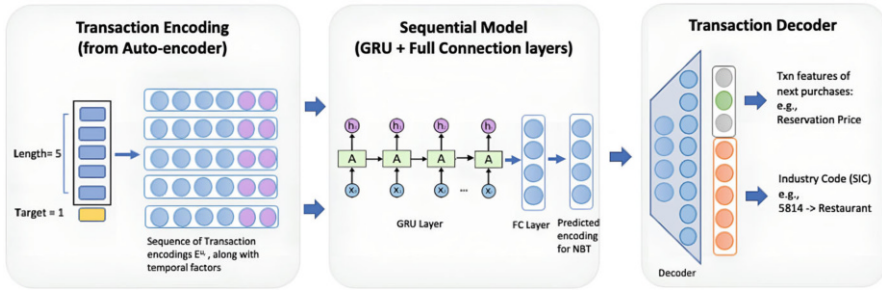 Transaction Encoding
(from Auto-encoder)
Length= 5
Target = 1
Sequence of Transaction
encodings Eᵘᵢ , along with
temporal factors
Sequential Model
(GRU + Full Connection layers)
h
h
h
h
A
A
A
A
x
x
x
...
x
GRU Layer
FC Layer
Predicted
encoding
for NBT
Transaction Decoder
Decoder
Txn features of
next purchases:
e.g.,
Reservation Price
Industry Code (SIC)
e.g.,
5814 -> Restaurant